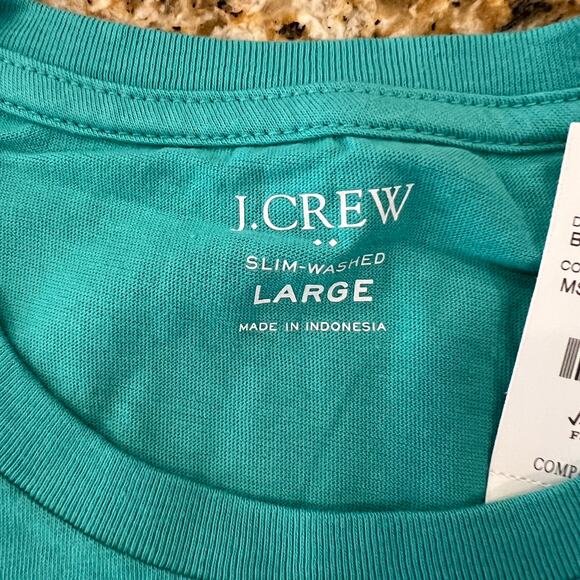 J.CREW
SLIM-WASHED
LARGE
MADE IN INDONESIA